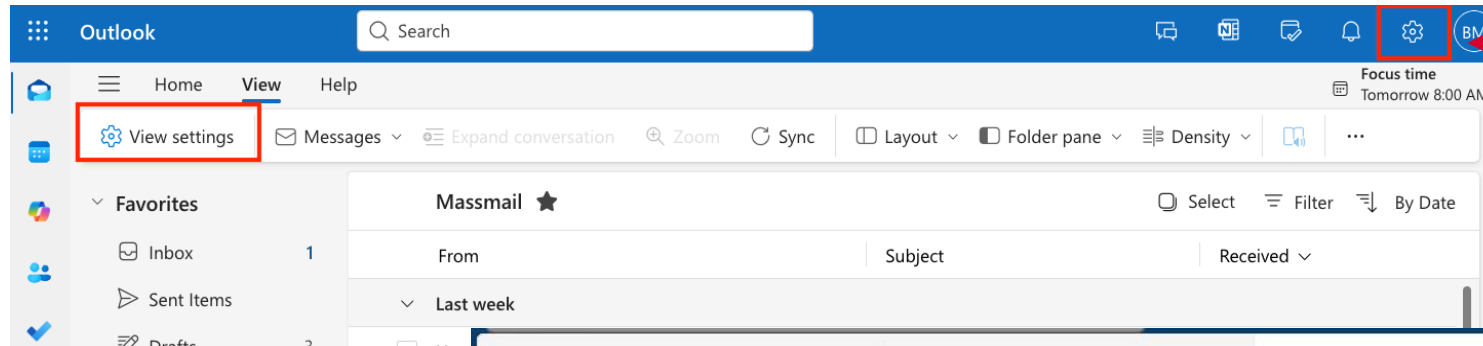 Outlook
Search
BM
Home View Help
Focus time
Tomorrow 8:00 AM
View settings Messages Expand conversation Zoom Sync Layout Folder pane Density ...
Favorites
Massmail
Select Filter By Date
Inbox 1
From Subject Received
Sent Items
Last week
Drafts